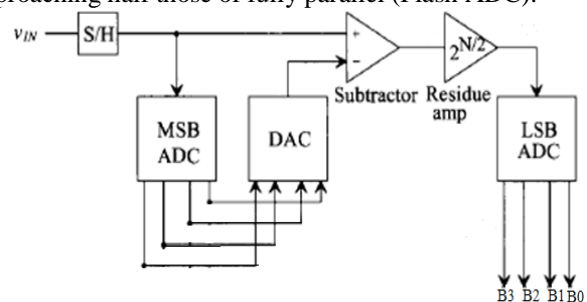 proaching half those of fully parallel (Flash ADC).
v_IN
S/H
+
−
2^N/2
Subtractor Residue
amp
MSB
ADC
DAC
LSB
ADC
B3 B2 B1 B0